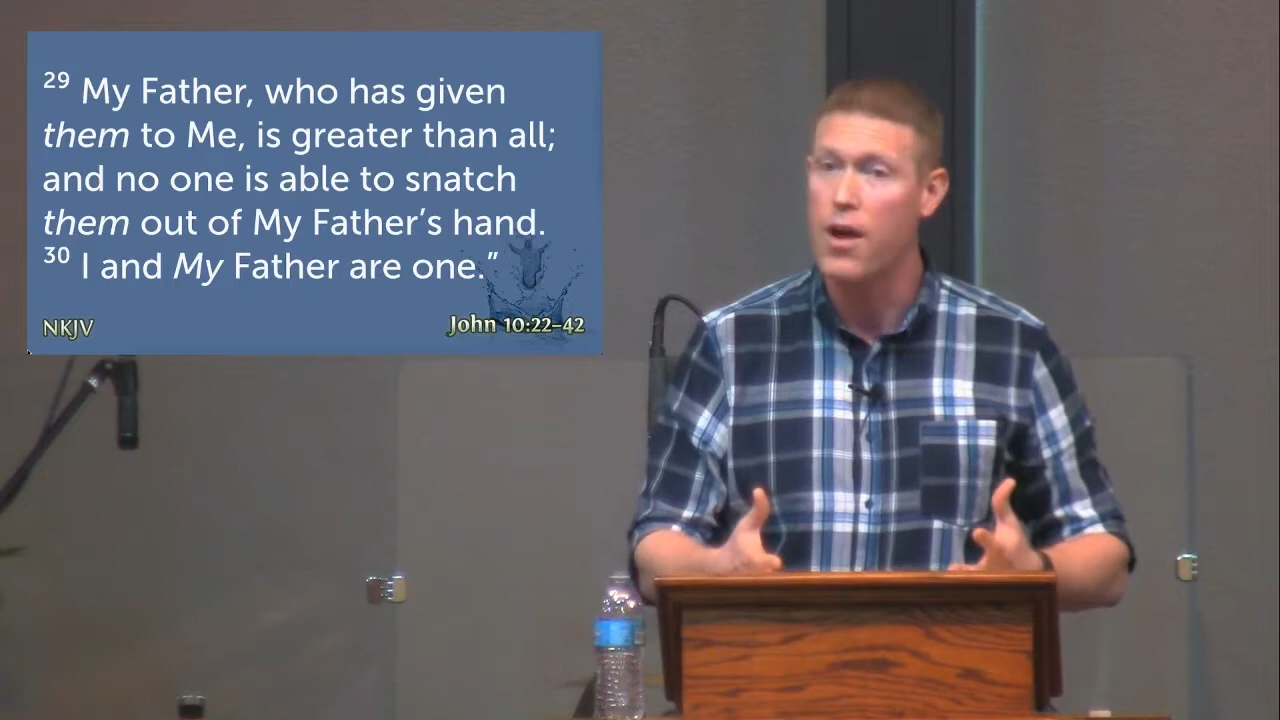 29 My Father, who has given
them to Me, is greater than all;
and no one is able to snatch
them out of My Father’s hand.
30 I and My Father are one.”
NKJV
John 10:22–42